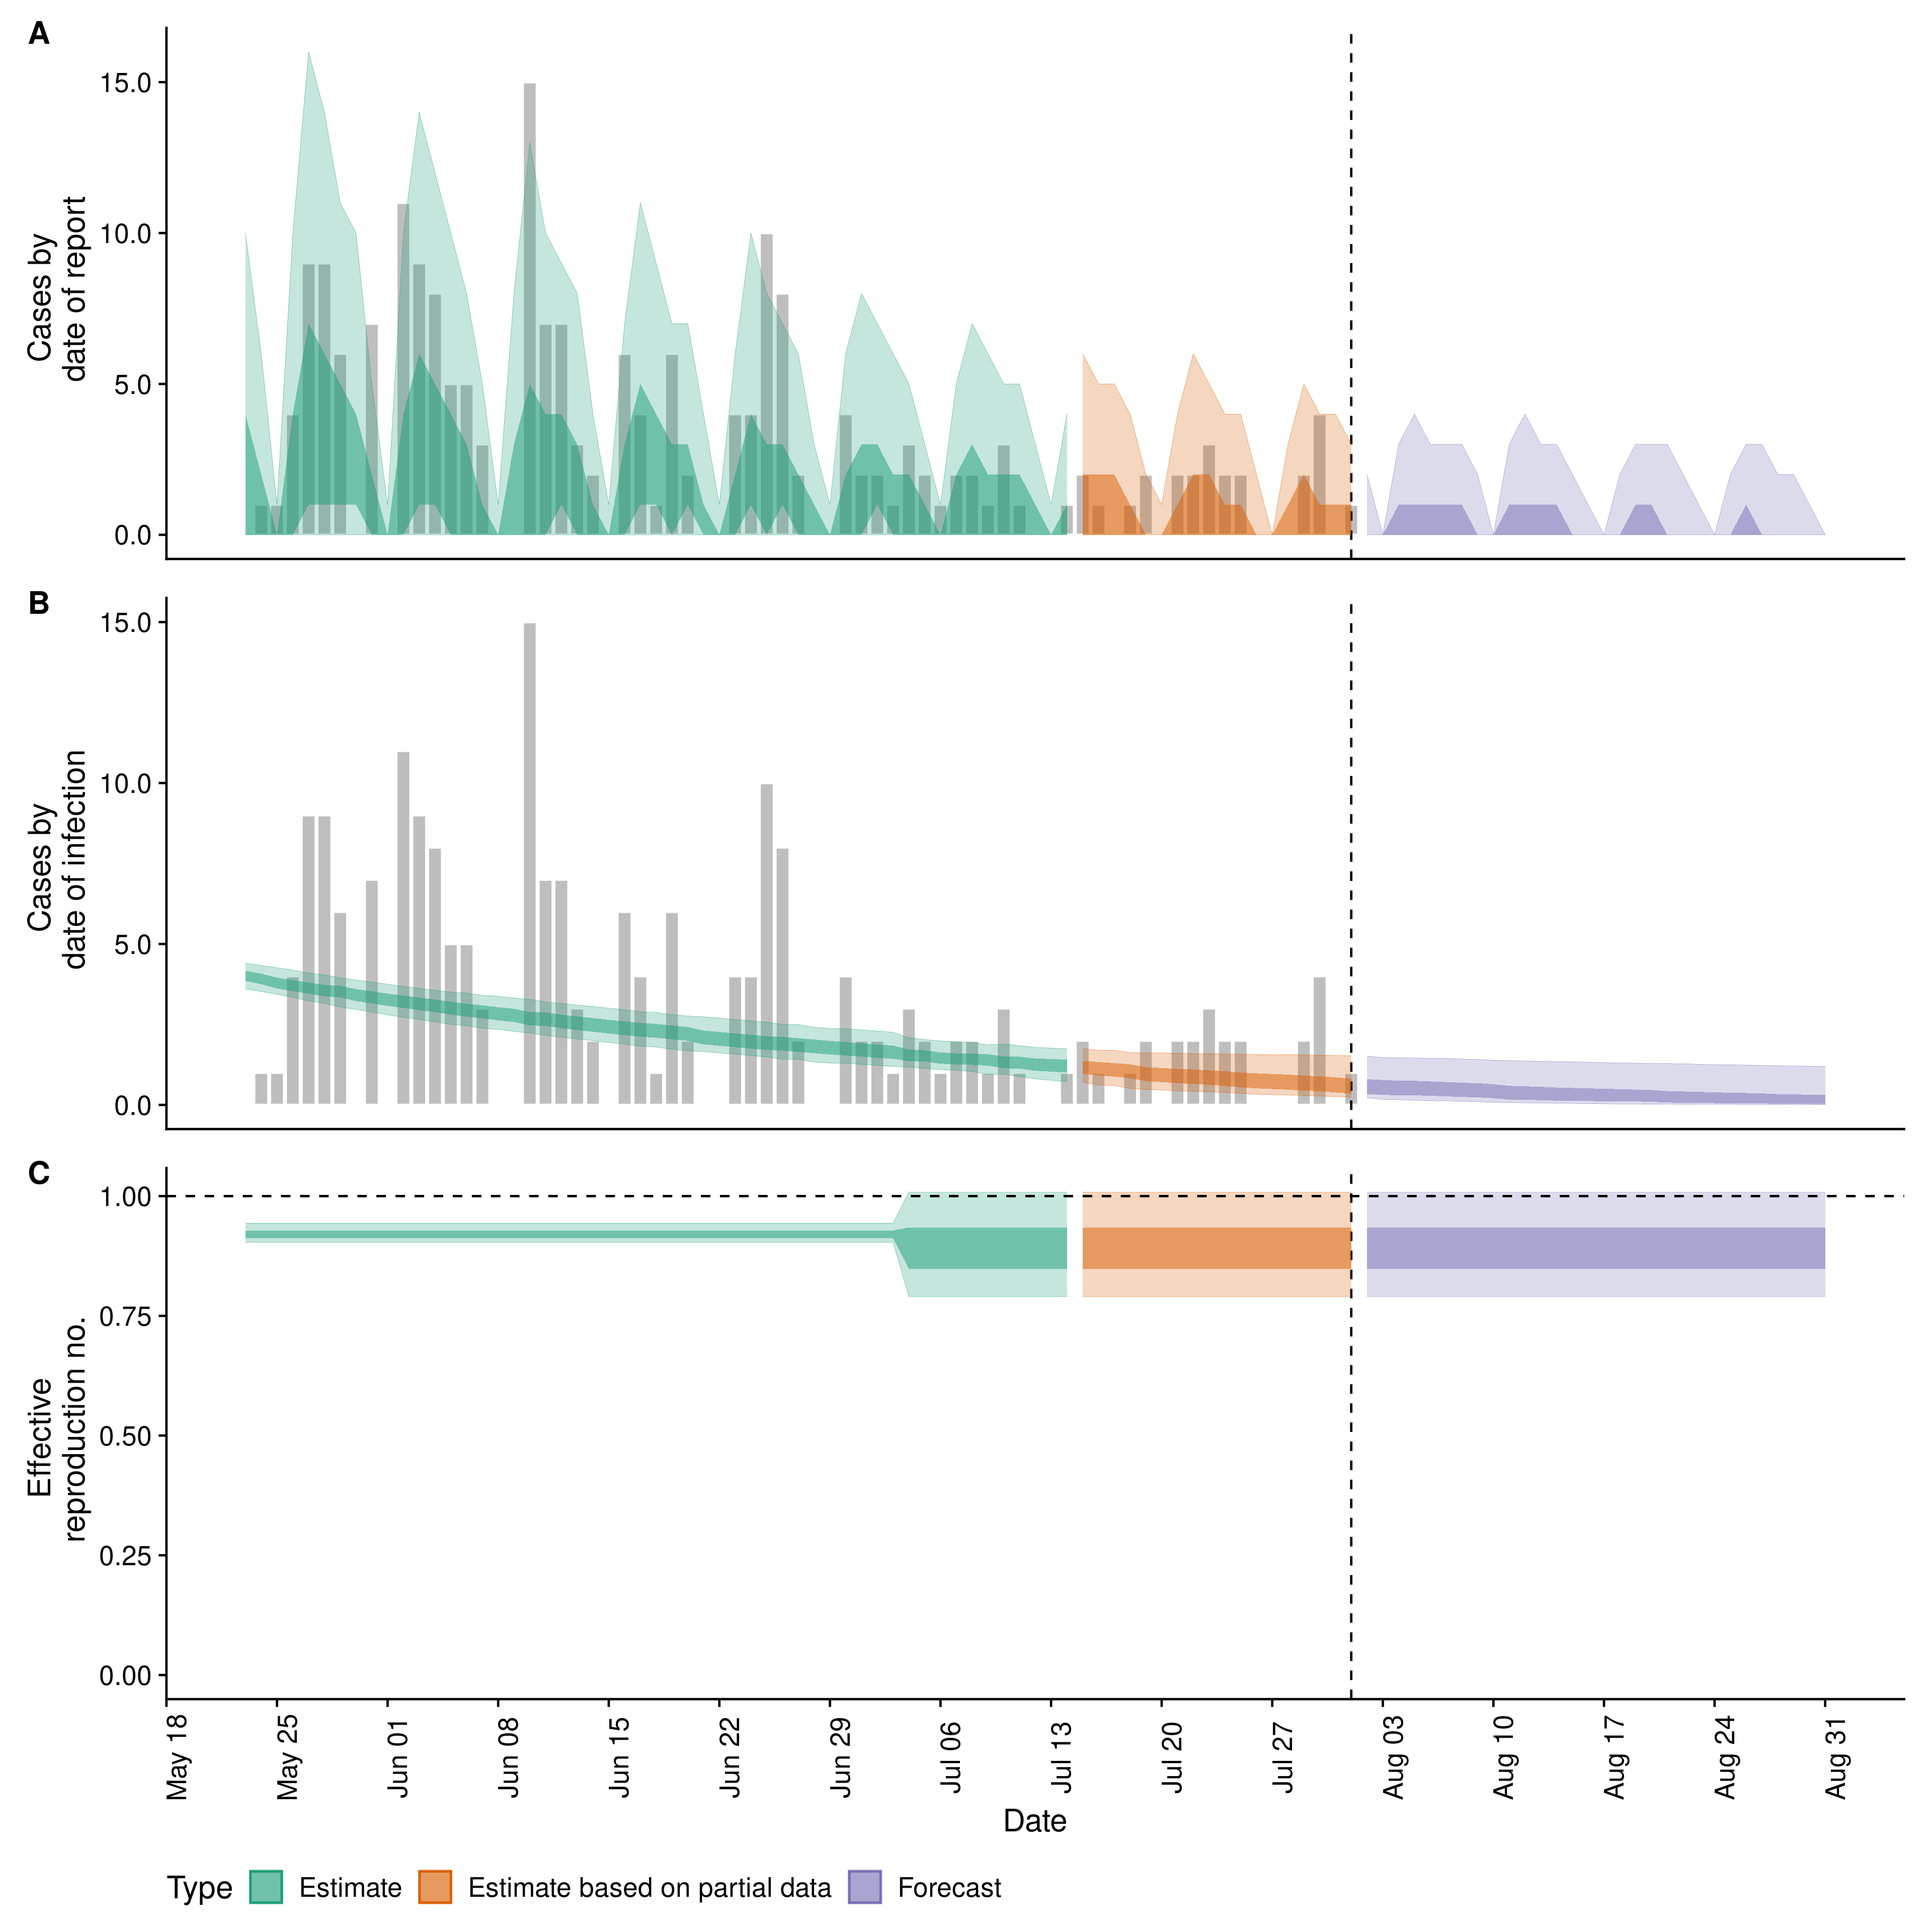 A
Cases by
date of report
15.0
10.0
5.0
0.0
B
Cases by
date of infection
15.0
10.0
5.0
0.0
C
Effective
reproduction no.
1.00
0.75
0.50
0.25
0.00
May 18
May 25
Jun 01
Jun 08
Jun 15
Jun 22
Jun 29
Jul 06
Jul 13
Jul 20
Jul 27
Aug 03
Aug 10
Aug 17
Aug 24
Aug 31
Date
Type Estimate Estimate based on partial data Forecast